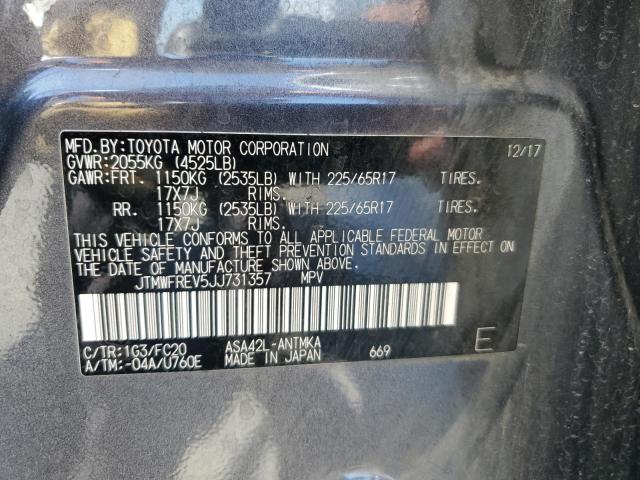 MFD.BY:TOYOTA MOTOR CORPORATION 12/17
GVWR:2055KG (4525LB)
GAWR:FRT. 1150KG (2535LB) WITH 225/65R17 TIRES.
17X7J RIMS.
RR. 1150KG (2535LB) WITH 225/65R17 TIRES.
17X7J RIMS.
THIS VEHICLE CONFORMS TO ALL APPLICABLE FEDERAL MOTOR
VEHICLE SAFETY AND THEFT PREVENTION STANDARDS IN EFFECT ON
THE DATE OF MANUFACTURE SHOWN ABOVE.
JTMWFREV5JJ731357 MPV
C/TR:1G3/FC20 ASA42L-ANTMKA
A/TM:-04A/U760E MADE IN JAPAN 669 E